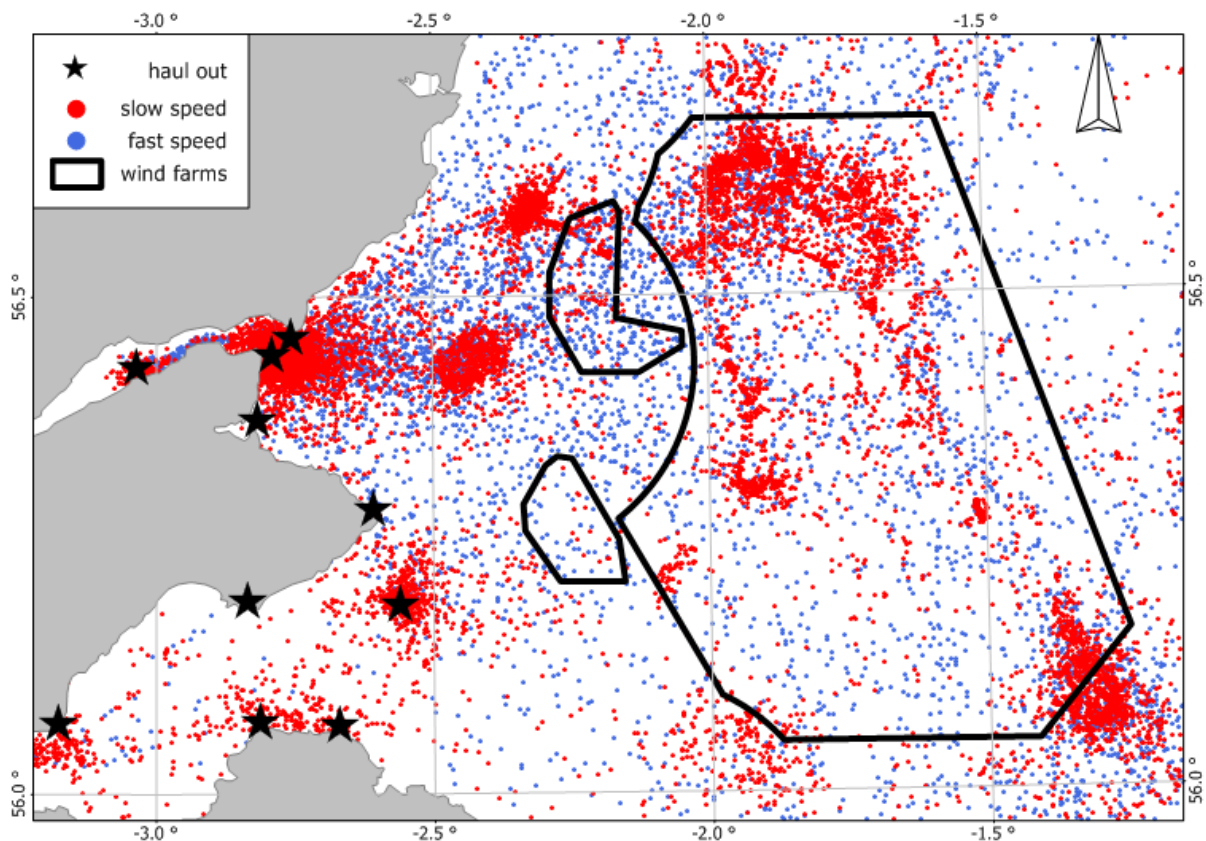 -3.0 ° -2.5 ° -2.0 ° -1.5 °
haul out
slow speed
fast speed
wind farms
56.5 ° 56.5 °
56.0 ° 56.0 °
-3.0 ° -2.5 ° -2.0 ° -1.5 °